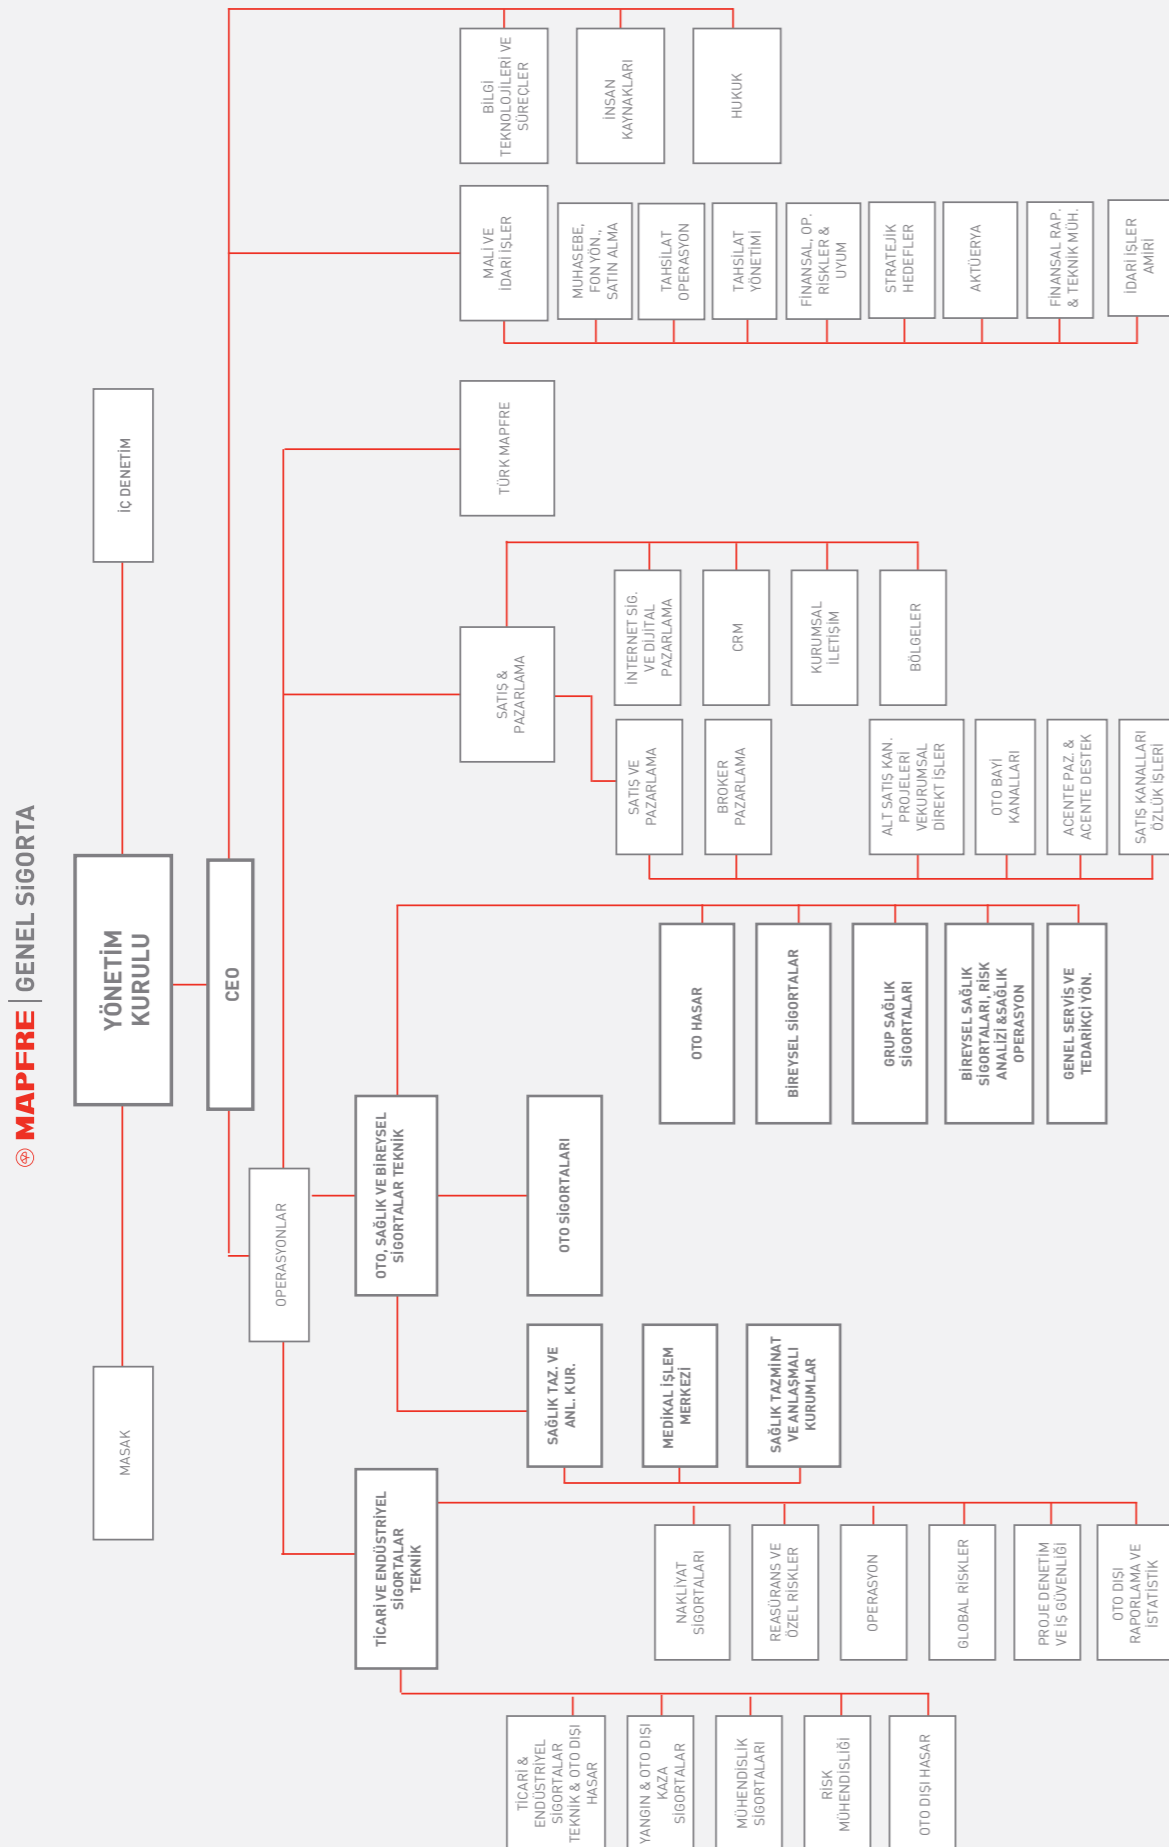 MAPFRE | GENEL SİGORTA
YÖNETİM
KURULU
MASAK
İÇ DENETİM
CEO
OPERASYONLAR
TİCARİ VE ENDÜSTRİYEL
SİGORTALAR
TEKNİK
OTO, SAĞLIK VE BİREYSEL
SİGORTALAR TEKNİK
SATIŞ &
PAZARLAMA
TÜRK MAPFRE
MALİ VE
İDARİ İŞLER
BİLGİ
TEKNOLOJİLERİ VE
SÜREÇLER
İNSAN
KAYNAKLARI
HUKUK
TİCARİ &
ENDÜSTRİYEL
SİGORTALAR
TEKNİK & OTO DIŞI
HASAR
YANGIN & OTO DIŞI
KAZA
SİGORTALAR
MÜHENDİSLİK
SİGORTALARI
RİSK
MÜHENDİSLİĞİ
OTO DIŞI HASAR
NAKLİYAT
SİGORTALARI
REASÜRANS VE
ÖZEL RİSKLER
OPERASYON
GLOBAL RİSKLER
PROJE DENETİM
VE İŞ GÜVENLİĞİ
OTO DIŞI
RAPORLAMA VE
İSTATİSTİK
SAĞLIK TAZ. VE
ANL. KUR.
MEDİKAL İŞLEM
MERKEZİ
SAĞLIK TAZMİNAT
VE ANLAŞMALI
KURUMLAR
OTO SİGORTALARI
OTO HASAR
BİREYSEL SİGORTALAR
GRUP SAĞLIK
SİGORTALARI
BİREYSEL SAĞLIK
SİGORTALARI, RİSK
ANALİZİ &SAĞLIK
OPERASYON
GENEL SERVİS VE
TEDARİKÇİ YÖN.
SATIŞ VE
PAZARLAMA
BROKER
PAZARLAMA
ALT SATIŞ KAN.
PROJELERİ
VEKURUMSAL
DİREKT İŞLER
OTO BAYİ
KANALLARI
ACENTE PAZ. &
ACENTE DESTEK
SATIŞ KANALLARI
ÖZLÜK İŞLERİ
İNTERNET SİG.
VE DİJİTAL
PAZARLAMA
CRM
KURUMSAL
İLETİŞİM
BÖLGELER
MUHASEBE,
FON YÖN.,
SATIN ALMA
TAHSİLAT
OPERASYON
TAHSİLAT
YÖNETİMİ
FİNANSAL, OP.
RİSKLER &
UYUM
STRATEJİK
HEDEFLER
AKTÜERYA
FİNANSAL RAP.
& TEKNİK MÜH.
İDARİ İŞLER
AMİRİ